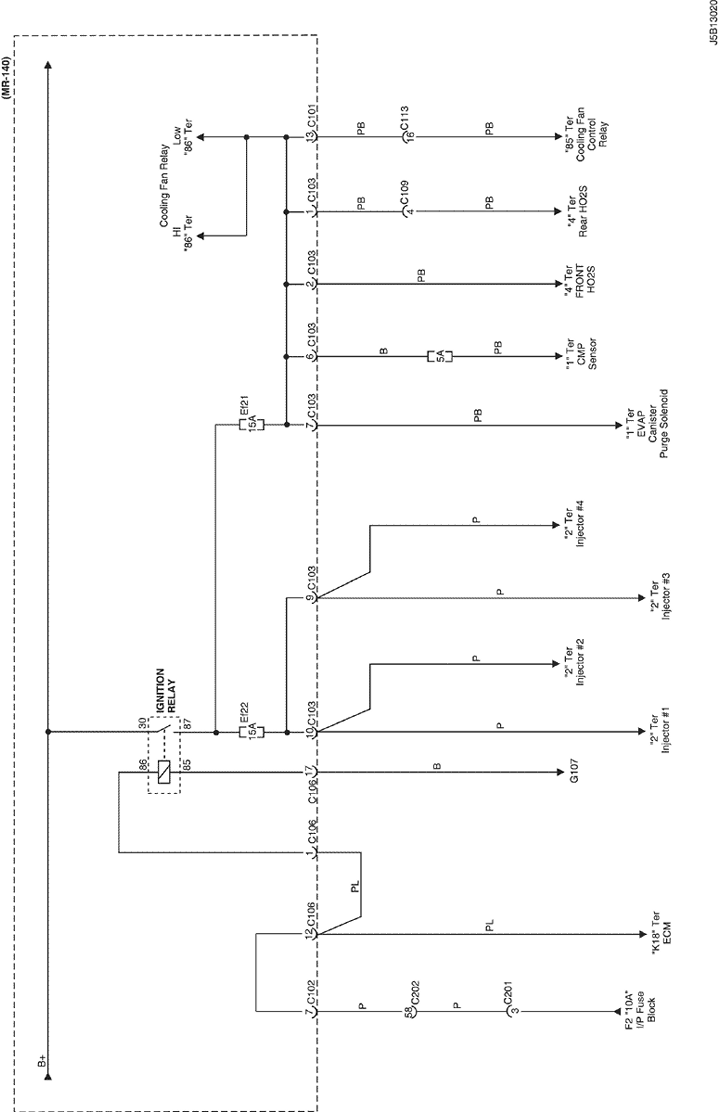 J5B13020
(MR-140)
B+
Cooling Fan Relay
Low
"86" Ter
HI
"86" Ter
IGNITION
RELAY
30
87
86
85
Ef21
15A
Ef22
15A
7 C102
12 C106
1 C106
17
C106
10 C103
9 C103
7 C103
6 C103
2 C103
1 C103
13 C101
P
58 C202
P
3 C201
F2 "10A"
I/P Fuse
Block
PL
PL
"K18" Ter
ECM
B
G107
P
"2" Ter
Injector #1
P
"2" Ter
Injector #2
P
"2" Ter
Injector #3
P
"2" Ter
Injector #4
PB
"1" Ter
EVAP
Canister
Purge Solenoid
B
5A
PB
"1" Ter
CMP
Sensor
PB
"4" Ter
FRONT
HO2S
PB
4 C109
PB
"4" Ter
Rear HO2S
PB
16 C113
PB
"85" Ter
Cooling Fan
Control
Relay